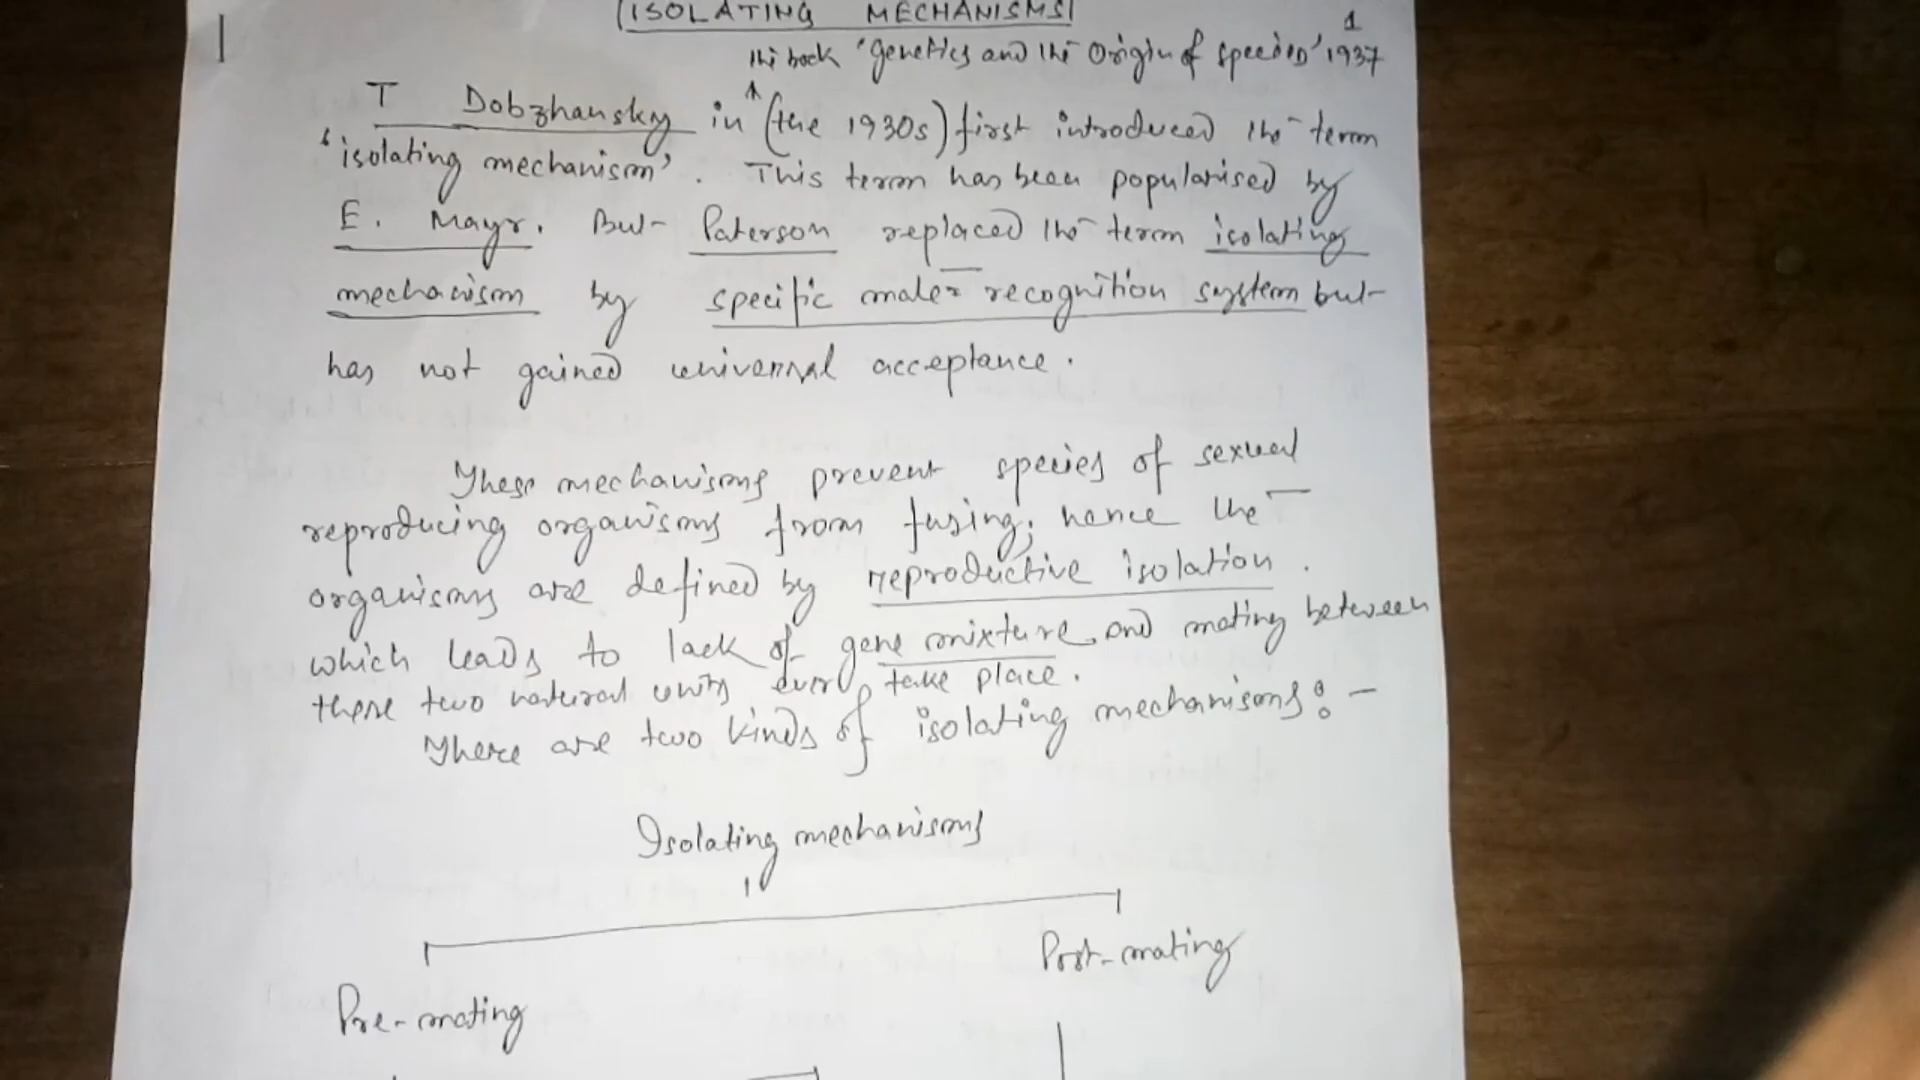 ISOLATING MECHANISMS
1
the book 'Genetics and the Origin of species' 1937
T Dobzhansky in (the 1930s) first introduced the term
'isolating mechanism'. This term has been popularised by
E. Mayr. But Paterson replaced the term isolating
mechanism by specific mate-recognition system but
has not gained universal acceptance.
These mechanisms prevent species of sexual
reproducing organisms from fusing; hence the
organisms are defined by reproductive isolation.
which leads to lack of gene mixture and mating between
these two natural units ever take place.
There are two kinds of isolating mechanisms:-
Isolating mechanisms
Post-mating
Pre-mating